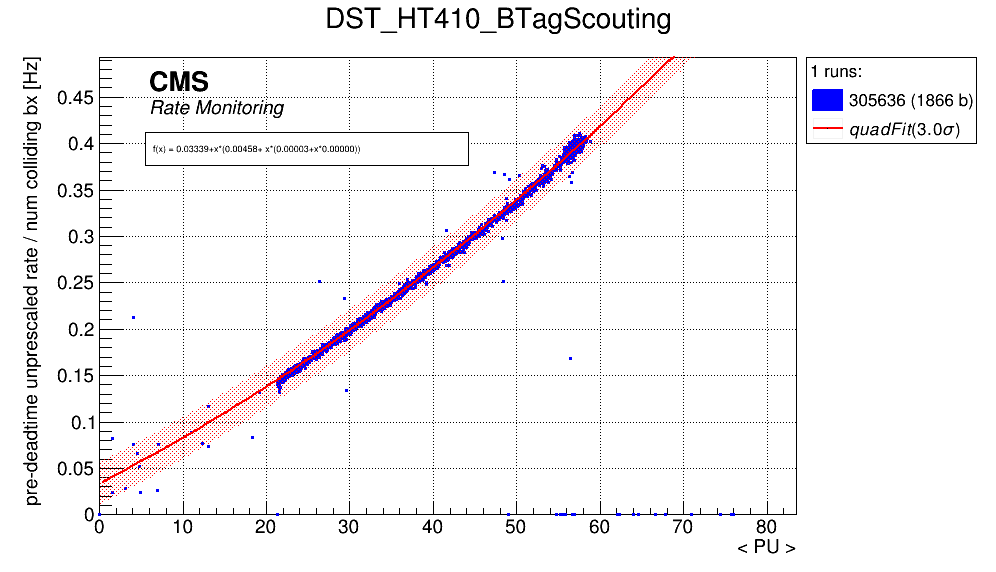 DST_HT410_BTagScouting
pre-deadtime unprescaled rate / num colliding bx [Hz]
CMS
Rate Monitoring
f(x) = 0.03339+x*(0.00458+ x*(0.00003+x*0.00000))
0.45
0.4
0.35
0.3
0.25
0.2
0.15
0.1
0.05
0
0 10 20 30 40 50 60 70 80
< PU >
1 runs:
305636 (1866 b)
quadFit(3.0σ)